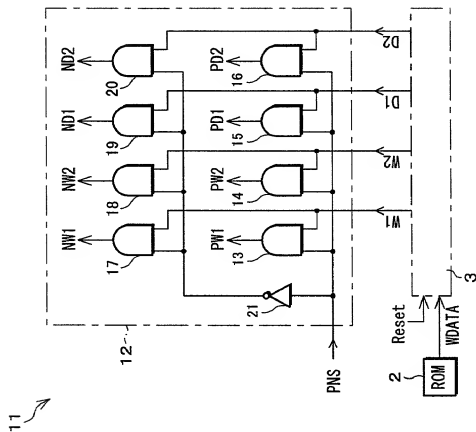 11
12
NW1 NW2 ND1 ND2
17 18 19 20
PW1 PW2 PD1 PD2
13 14 15 16
21
PNS
W1 W2 D1 D2
Reset
WDATA
2 ROM
3